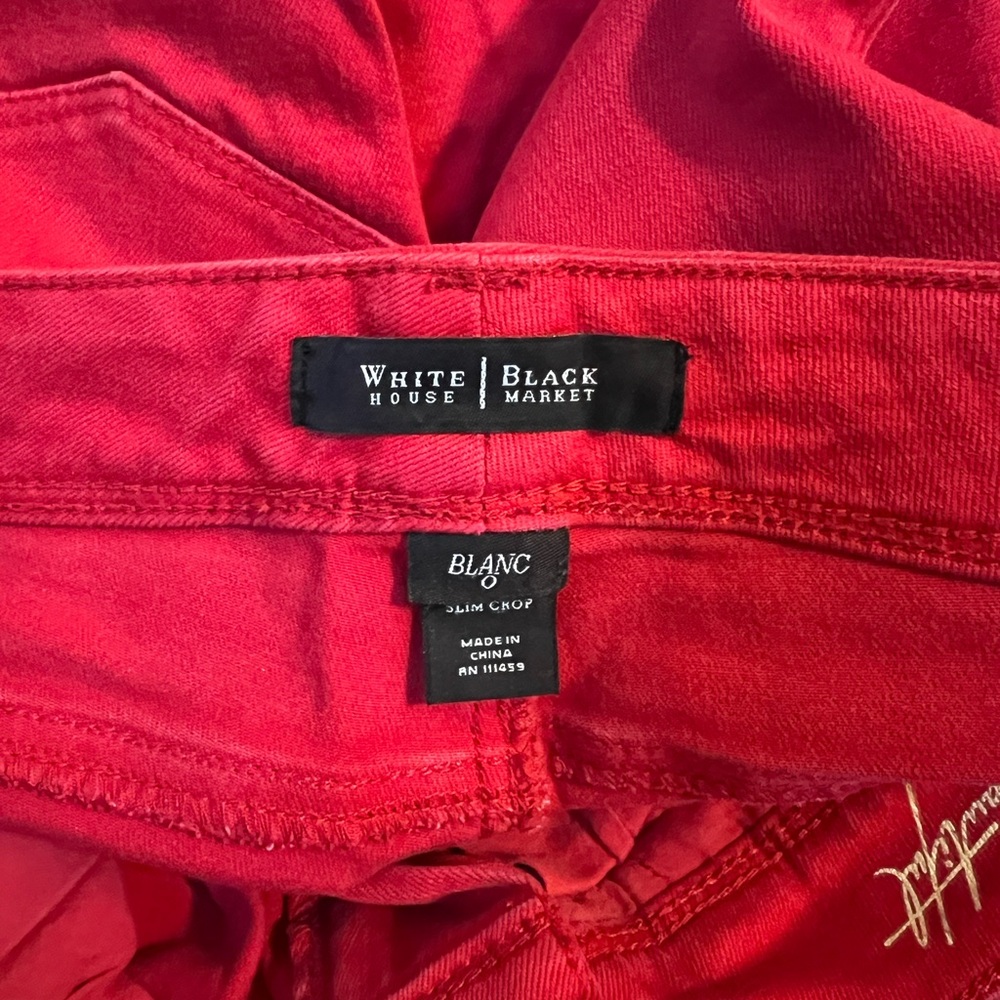 WHITE | BLACK
HOUSE | MARKET
BLANC
0
SLIM CROP
MADE IN
CHINA
RN 111459